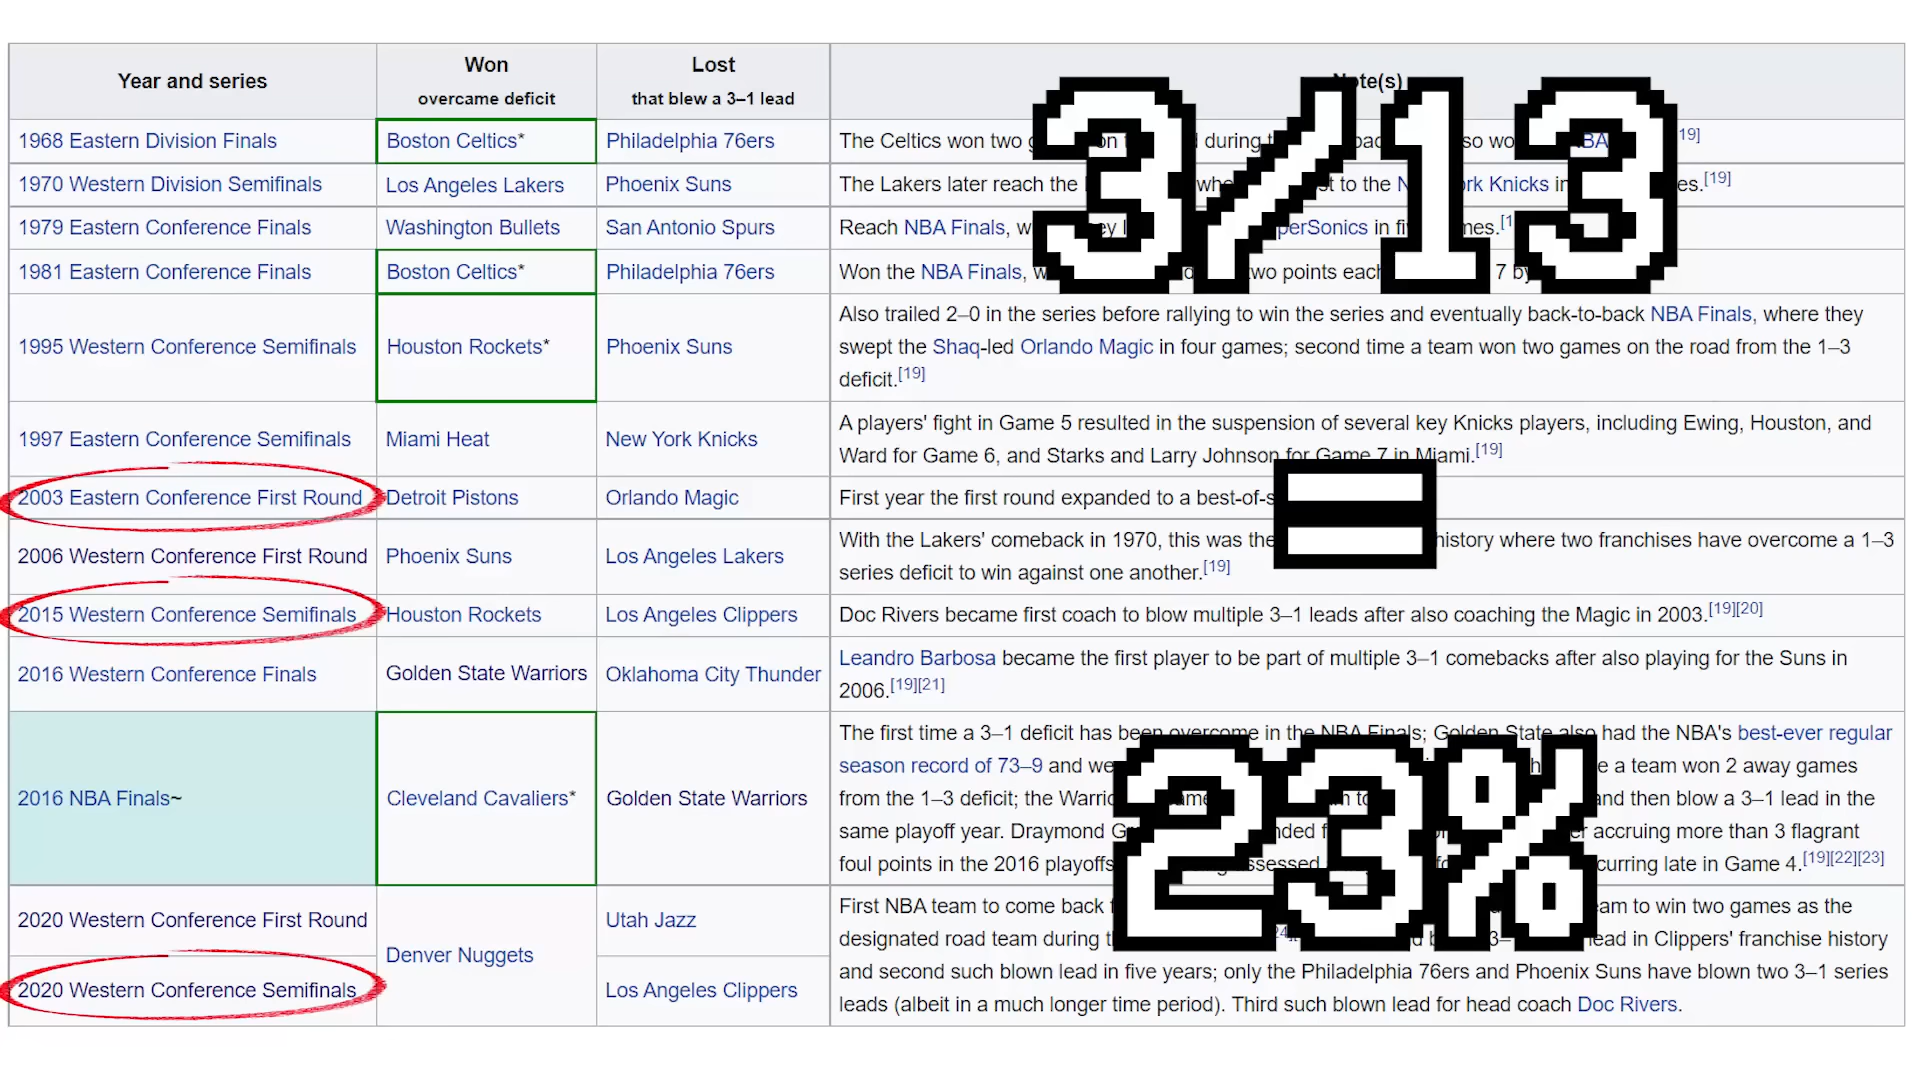 Year and series
Won
overcame deficit
Lost
that blew a 3–1 lead
Note(s)
1968 Eastern Division Finals
Boston Celtics*
Philadelphia 76ers
The Celtics won two during so [19]
1970 Western Division Semifinals
Los Angeles Lakers
Phoenix Suns
The Lakers later reach the to the Knicks in [19]
1979 Eastern Conference Finals
Washington Bullets
San Antonio Spurs
Reach NBA Finals, in
1981 Eastern Conference Finals
Boston Celtics*
Philadelphia 76ers
Won the NBA Finals, two points each 7
3/13
1995 Western Conference Semifinals
Houston Rockets*
Phoenix Suns
Also trailed 2–0 in the series before rallying to win the series and eventually back-to-back NBA Finals, where they
swept the Shaq-led Orlando Magic in four games; second time a team won two games on the road from the 1–3
deficit.[19]
1997 Eastern Conference Semifinals
Miami Heat
New York Knicks
A players' fight in Game 5 resulted in the suspension of several key Knicks players, including Ewing, Houston, and
Ward for Game 6, and Starks and Larry Johnson for Game 7 in Miami.[19]
2003 Eastern Conference First Round
Detroit Pistons
Orlando Magic
First year the first round expanded to a best-of-
=
2006 Western Conference First Round
Phoenix Suns
Los Angeles Lakers
With the Lakers' comeback in 1970, this was the history where two franchises have overcome a 1–3
series deficit to win against one another.[19]
2015 Western Conference Semifinals
Houston Rockets
Los Angeles Clippers
Doc Rivers became first coach to blow multiple 3–1 leads after also coaching the Magic in 2003.[19][20]
2016 Western Conference Finals
Golden State Warriors
Oklahoma City Thunder
Leandro Barbosa became the first player to be part of multiple 3–1 comebacks after also playing for the Suns in
2006.[19][21]
2016 NBA Finals~
Cleveland Cavaliers*
Golden State Warriors
The first time a 3–1 deficit has been overcome in the NBA Finals; Golden State also had the NBA's best-ever regular
season record of 73–9 and a team won 2 away games
from the 1–3 deficit; the and then blow a 3–1 lead in the
same playoff year. Draymond accruing more than 3 flagrant
foul points in the 2016 playoffs assessed late in Game 4.[19][22][23]
23%
2020 Western Conference First Round
Denver Nuggets
Utah Jazz
First NBA team to come back to win two games as the
designated road team during lead in Clippers' franchise history
2020 Western Conference Semifinals
Los Angeles Clippers
and second such blown lead in five years; only the Philadelphia 76ers and Phoenix Suns have blown two 3–1 series
leads (albeit in a much longer time period). Third such blown lead for head coach Doc Rivers.